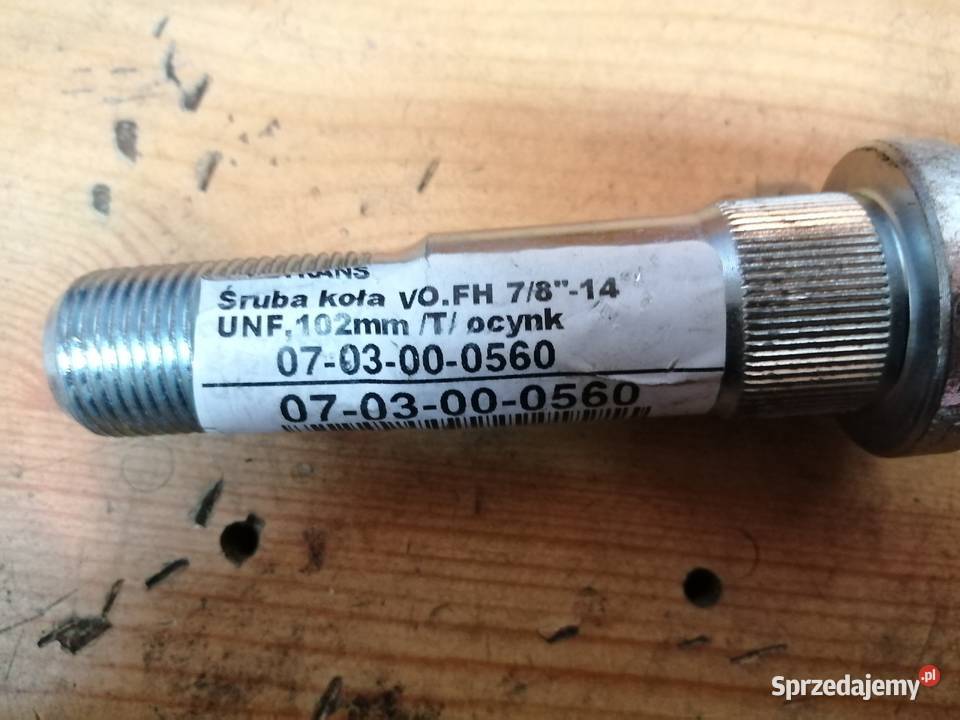 Śruba koła VO.FH 7/8"-14"
UNF,102mm /T/ ocynk
07-03-00-0560
07-03-00-0560
Sprzedajemy.pl